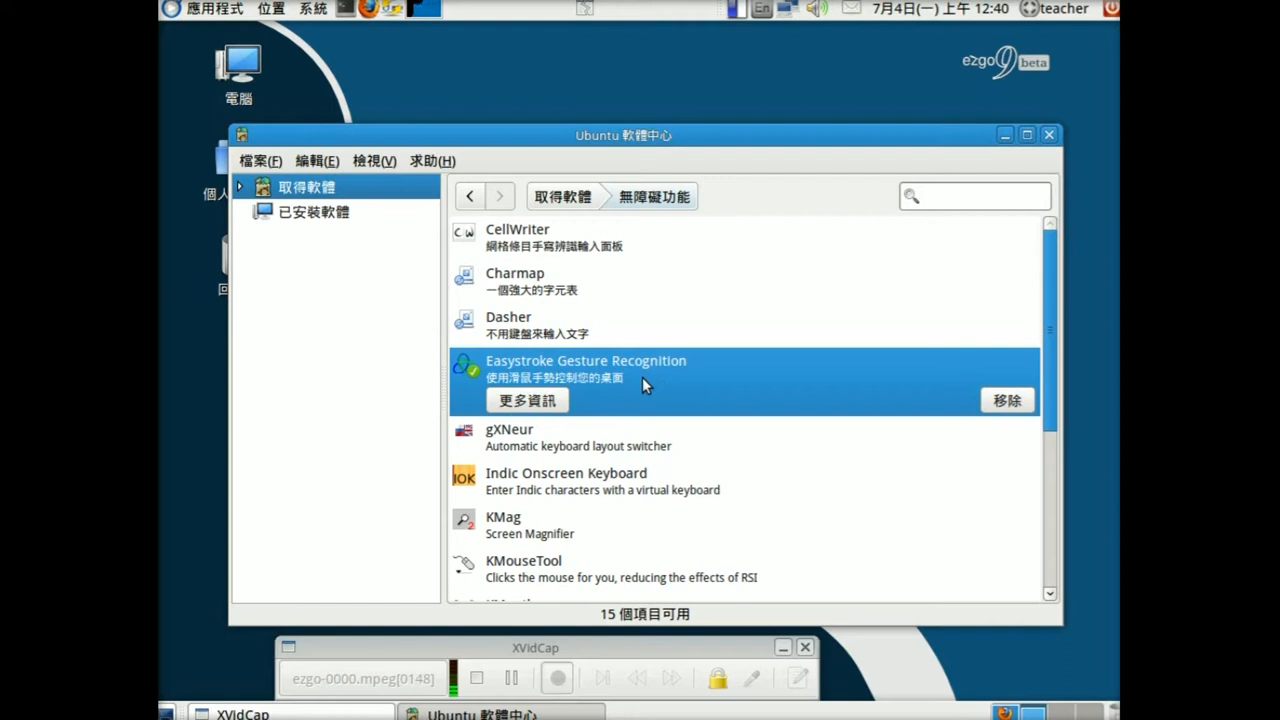 應用程式 位置 系統 En 7月4日(一) 上午 12:40 teacher
ezgo9 beta
電腦
Ubuntu 軟體中心
檔案(F) 編輯(E) 檢視(V) 求助(H)
取得軟體
已安裝軟體
個人
取得軟體 無障礙功能
CellWriter
網格條目手寫辨識輸入面板
Charmap
一個強大的字元表
Dasher
不用鍵盤來輸入文字
Easystroke Gesture Recognition
使用滑鼠手勢控制您的桌面
更多資訊 移除
gXNeur
Automatic keyboard layout switcher
IOK
Indic Onscreen Keyboard
Enter Indic characters with a virtual keyboard
KMag
Screen Magnifier
KMouseTool
Clicks the mouse for you, reducing the effects of RSI
15 個項目可用
XVidCap
ezgo-0000.mpeg[0148]
XVidCap Ubuntu 軟體中心